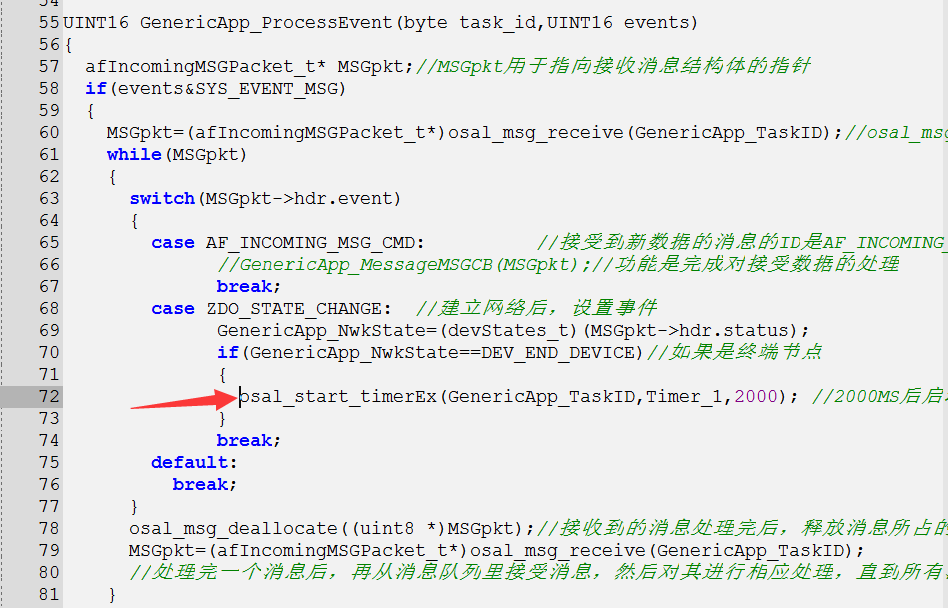 54
55 UINT16 GenericApp_ProcessEvent(byte task_id,UINT16 events)
56 {
57 afIncomingMSGPacket_t* MSGpkt;//MSGpkt用于指向接收消息结构体的指针
58 if(events&SYS_EVENT_MSG)
59 {
60 MSGpkt=(afIncomingMSGPacket_t*)osal_msg_receive(GenericApp_TaskID);//osal_msg
61 while(MSGpkt)
62 {
63 switch(MSGpkt->hdr.event)
64 {
65 case AF_INCOMING_MSG_CMD: //接受到新数据的消息的ID是AF_INCOMING_
66 //GenericApp_MessageMSGCB(MSGpkt);//功能是完成对接受数据的处理
67 break;
68 case ZDO_STATE_CHANGE: //建立网络后，设置事件
69 GenericApp_NwkState=(devStates_t)(MSGpkt->hdr.status);
70 if(GenericApp_NwkState==DEV_END_DEVICE)//如果是终端节点
71 {
72 osal_start_timerEx(GenericApp_TaskID,Timer_1,2000); //2000MS后启
73 }
74 break;
75 default:
76 break;
77 }
78 osal_msg_deallocate((uint8 *)MSGpkt);//接收到的消息处理完后，释放消息所占的
79 MSGpkt=(afIncomingMSGPacket_t*)osal_msg_receive(GenericApp_TaskID);
80 //处理完一个消息后，再从消息队列里接受消息，然后对其进行相应处理，直到所有
81 }